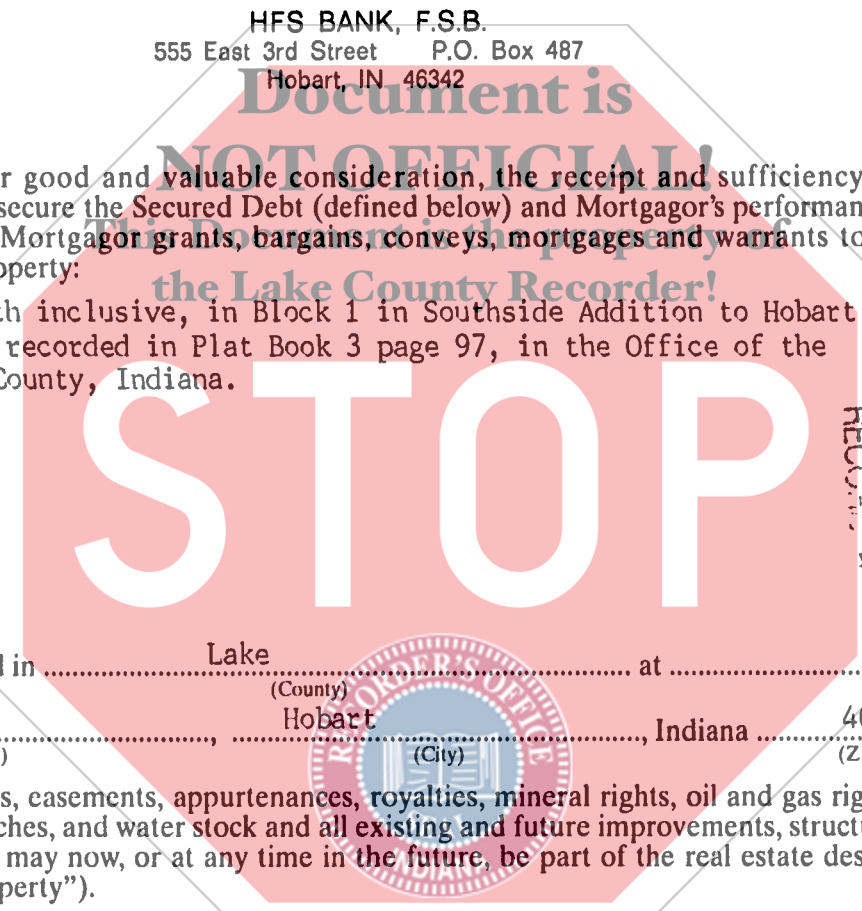 HFS BANK, F.S.B.
555 East 3rd Street P.O. Box 487
Hobart, IN 46342
Document is
NOT OFFICIAL!
This Document is the property of
the Lake County Recorder!
r good and valuable consideration, the receipt and sufficiency
secure the Secured Debt (defined below) and Mortgagor's performan
Mortgagor grants, bargains, conveys, mortgages and warrants to
operty:
th inclusive, in Block 1 in Southside Addition to Hobart
recorded in Plat Book 3 page 97, in the Office of the
County, Indiana.
STOP
d in Lake at
(County)
Hobart , Indiana 46
(City) (Z
RECORDER'S OFFICE
SEAL
INDIANA
s, easements, appurtenances, royalties, mineral rights, oil and gas rig
ches, and water stock and all existing and future improvements, structu
may now, or at any time in the future, be part of the real estate des
perty").